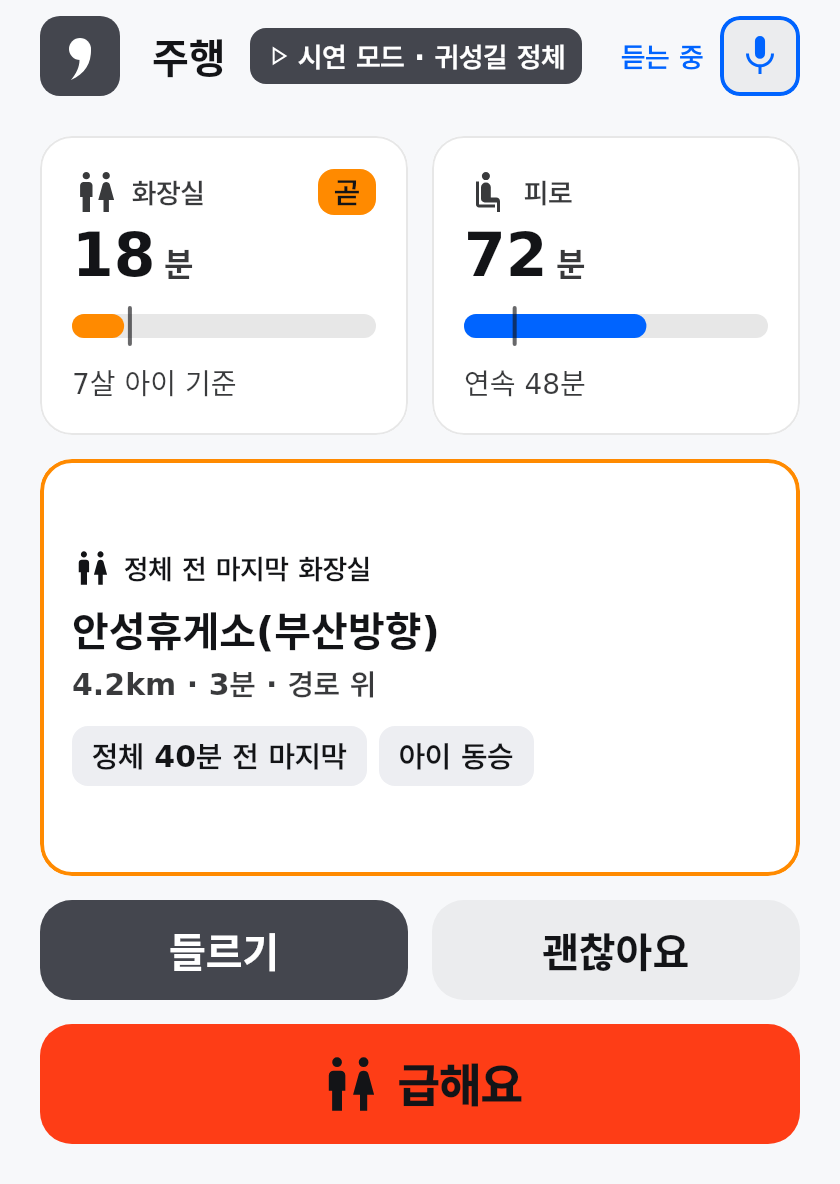 주행
시연 모드 · 귀성길 정체
듣는 중
화장실
곧
18 분
7살 아이 기준
피로
72 분
연속 48분
정체 전 마지막 화장실
안성휴게소(부산방향)
4.2km · 3분 · 경로 위
정체 40분 전 마지막
아이 동승
들르기
괜찮아요
급해요